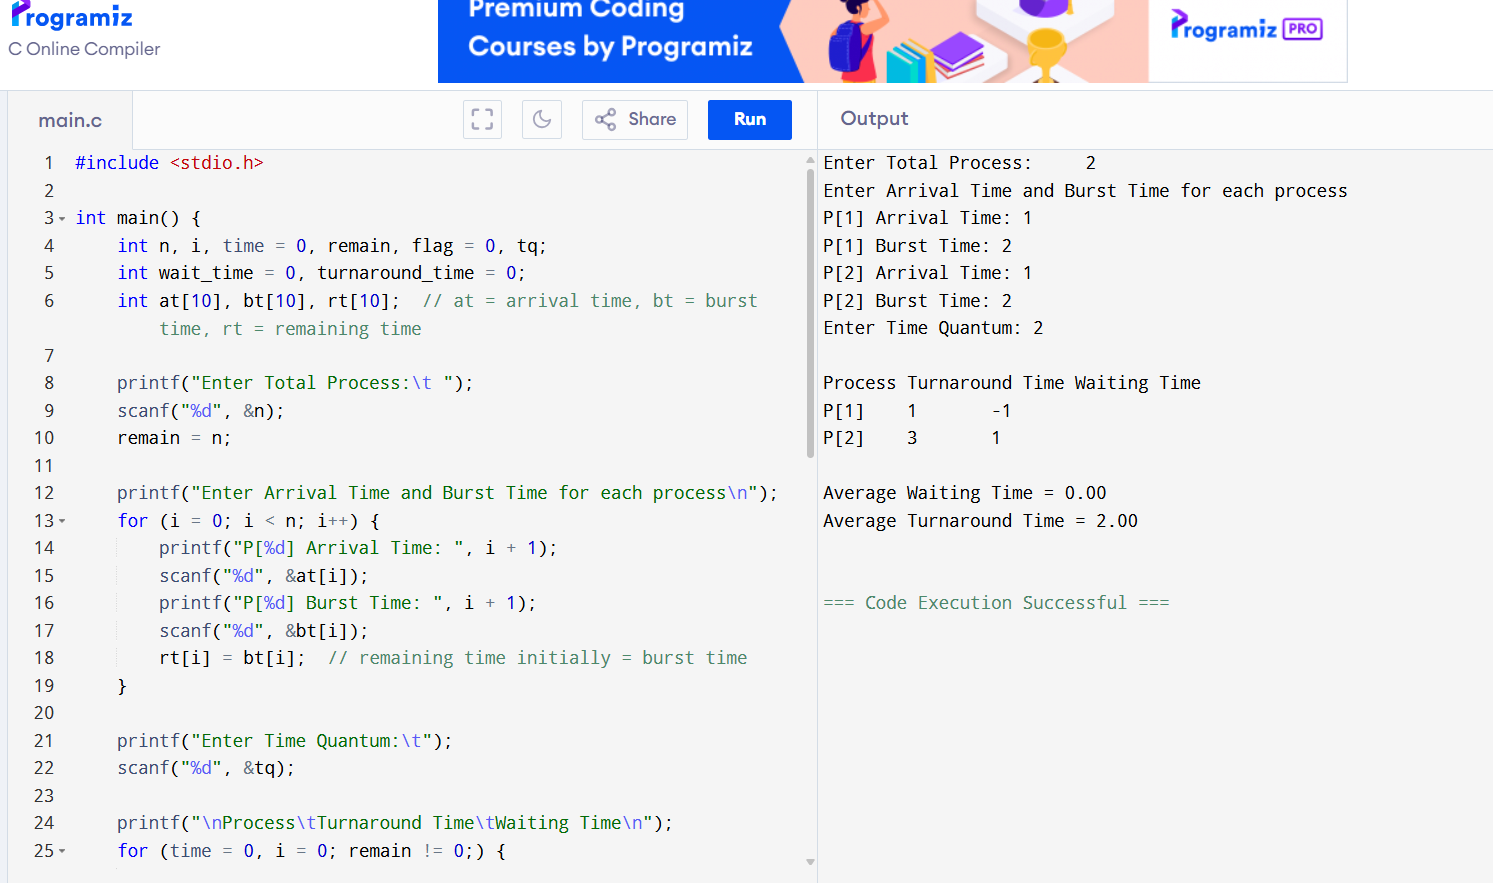 Programiz
C Online Compiler
Premium Coding
Courses by Programiz
Programiz PRO
main.c
Share
Run
Output
1 #include <stdio.h>
2
3 int main() {
4     int n, i, time = 0, remain, flag = 0, tq;
5     int wait_time = 0, turnaround_time = 0;
6     int at[10], bt[10], rt[10];  // at = arrival time, bt = burst
        time, rt = remaining time
7
8     printf("Enter Total Process:\t ");
9     scanf("%d", &n);
10     remain = n;
11
12     printf("Enter Arrival Time and Burst Time for each process\n");
13     for (i = 0; i < n; i++) {
14         printf("P[%d] Arrival Time: ", i + 1);
15         scanf("%d", &at[i]);
16         printf("P[%d] Burst Time: ", i + 1);
17         scanf("%d", &bt[i]);
18         rt[i] = bt[i];  // remaining time initially = burst time
19     }
20
21     printf("Enter Time Quantum:\t");
22     scanf("%d", &tq);
23
24     printf("\nProcess\tTurnaround Time\tWaiting Time\n");
25     for (time = 0, i = 0; remain != 0;) {
Enter Total Process:     2
Enter Arrival Time and Burst Time for each process
P[1] Arrival Time: 1
P[1] Burst Time: 2
P[2] Arrival Time: 1
P[2] Burst Time: 2
Enter Time Quantum: 2
Process Turnaround Time Waiting Time
P[1]    1       -1
P[2]    3       1
Average Waiting Time = 0.00
Average Turnaround Time = 2.00
=== Code Execution Successful ===